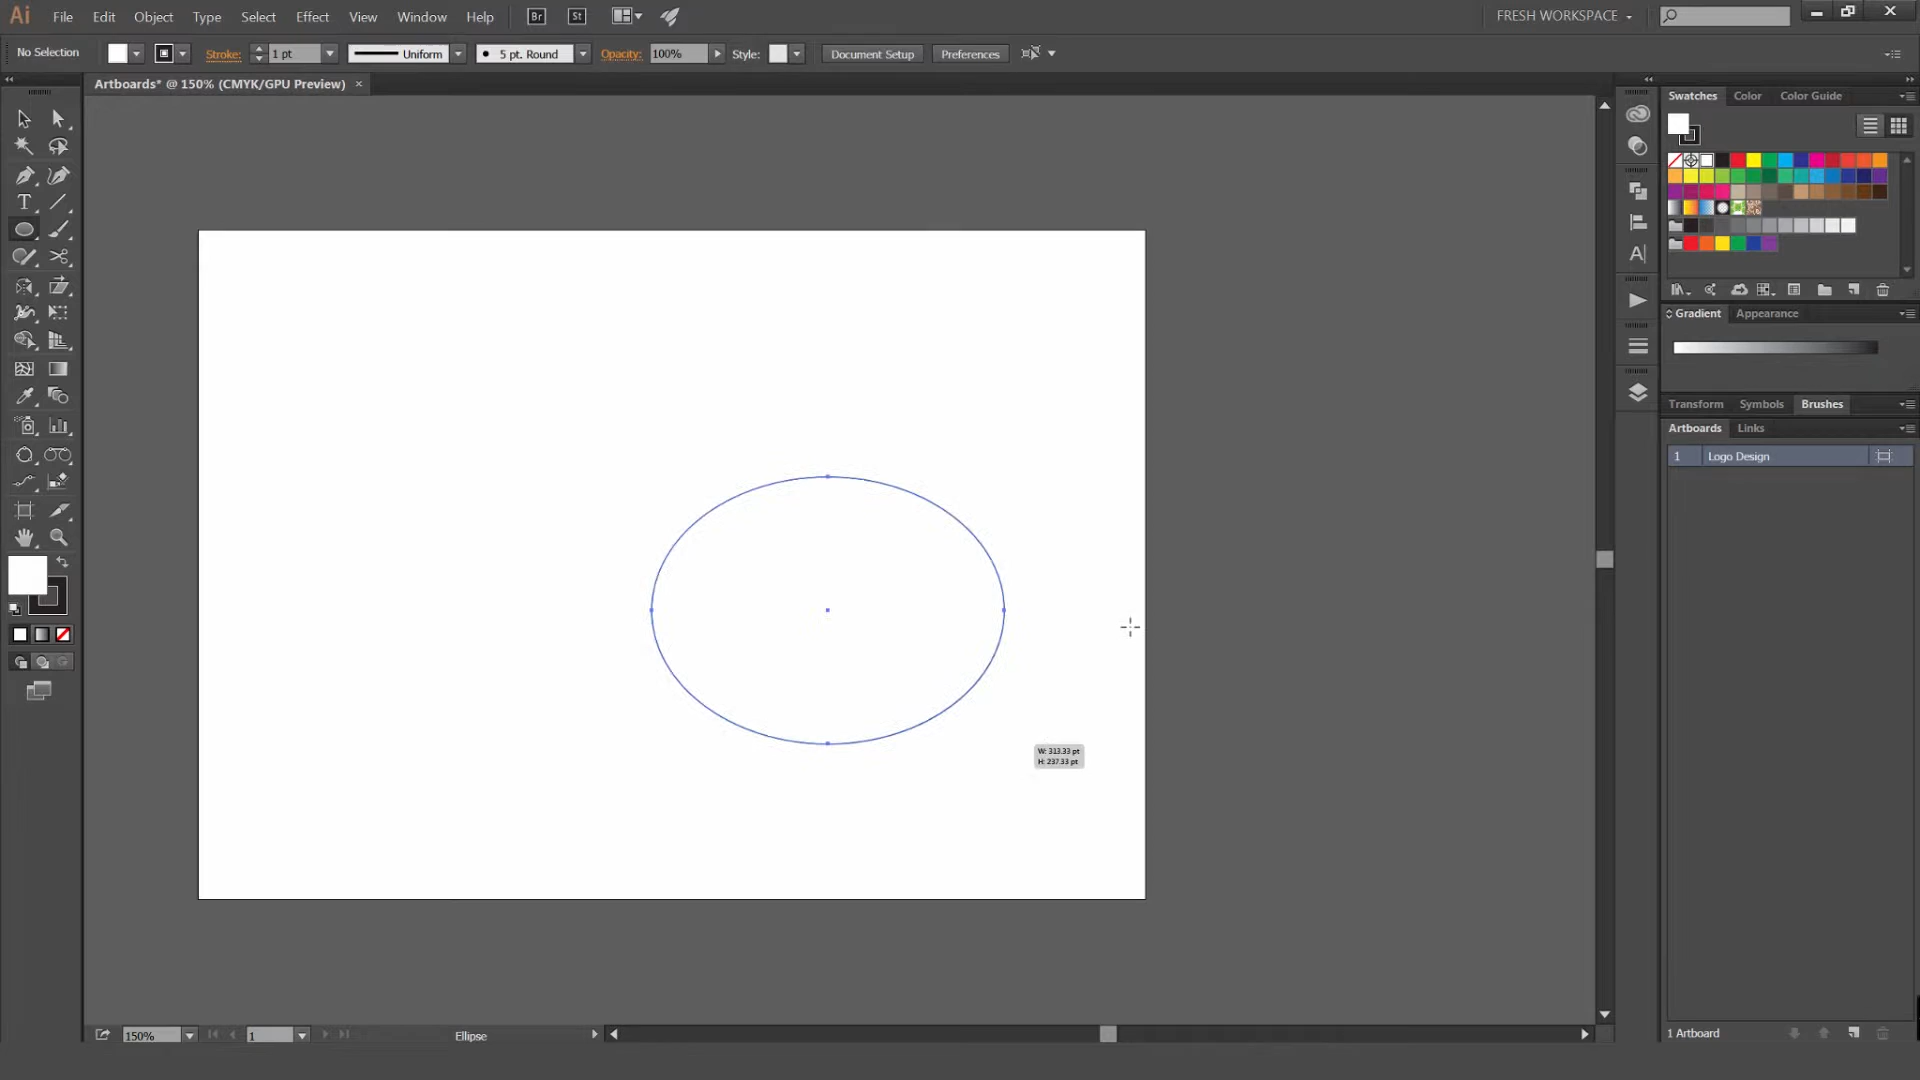 Ai File Edit Object Type Select Effect View Window Help Br St FRESH WORKSPACE
No Selection Stroke: 1 pt Uniform 5 pt. Round Opacity: 100% Style: Document Setup Preferences
Artboards* @ 150% (CMYK/GPU Preview) ×
Swatches Color Color Guide
Gradient Appearance
Transform Symbols Brushes
Artboards Links
1 Logo Design
W: 313.33 pt
H: 237.33 pt
150% 1 Ellipse
1 Artboard